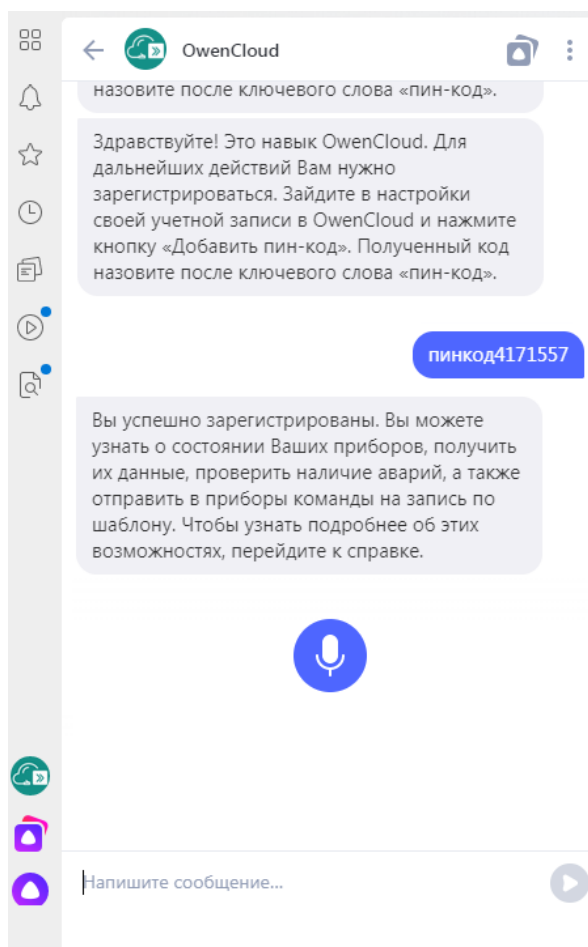 OwenCloud
назовите после ключевого слова «пин-код».
Здравствуйте! Это навык OwenCloud. Для
дальнейших действий Вам нужно
зарегистрироваться. Зайдите в настройки
своей учетной записи в OwenCloud и нажмите
кнопку «Добавить пин-код». Полученный код
назовите после ключевого слова «пин-код».
пинкод4171557
Вы успешно зарегистрированы. Вы можете
узнать о состоянии Ваших приборов, получить
их данные, проверить наличие аварий, а также
отправить в приборы команды на запись по
шаблону. Чтобы узнать подробнее об этих
возможностях, перейдите к справке.
Напишите сообщение...